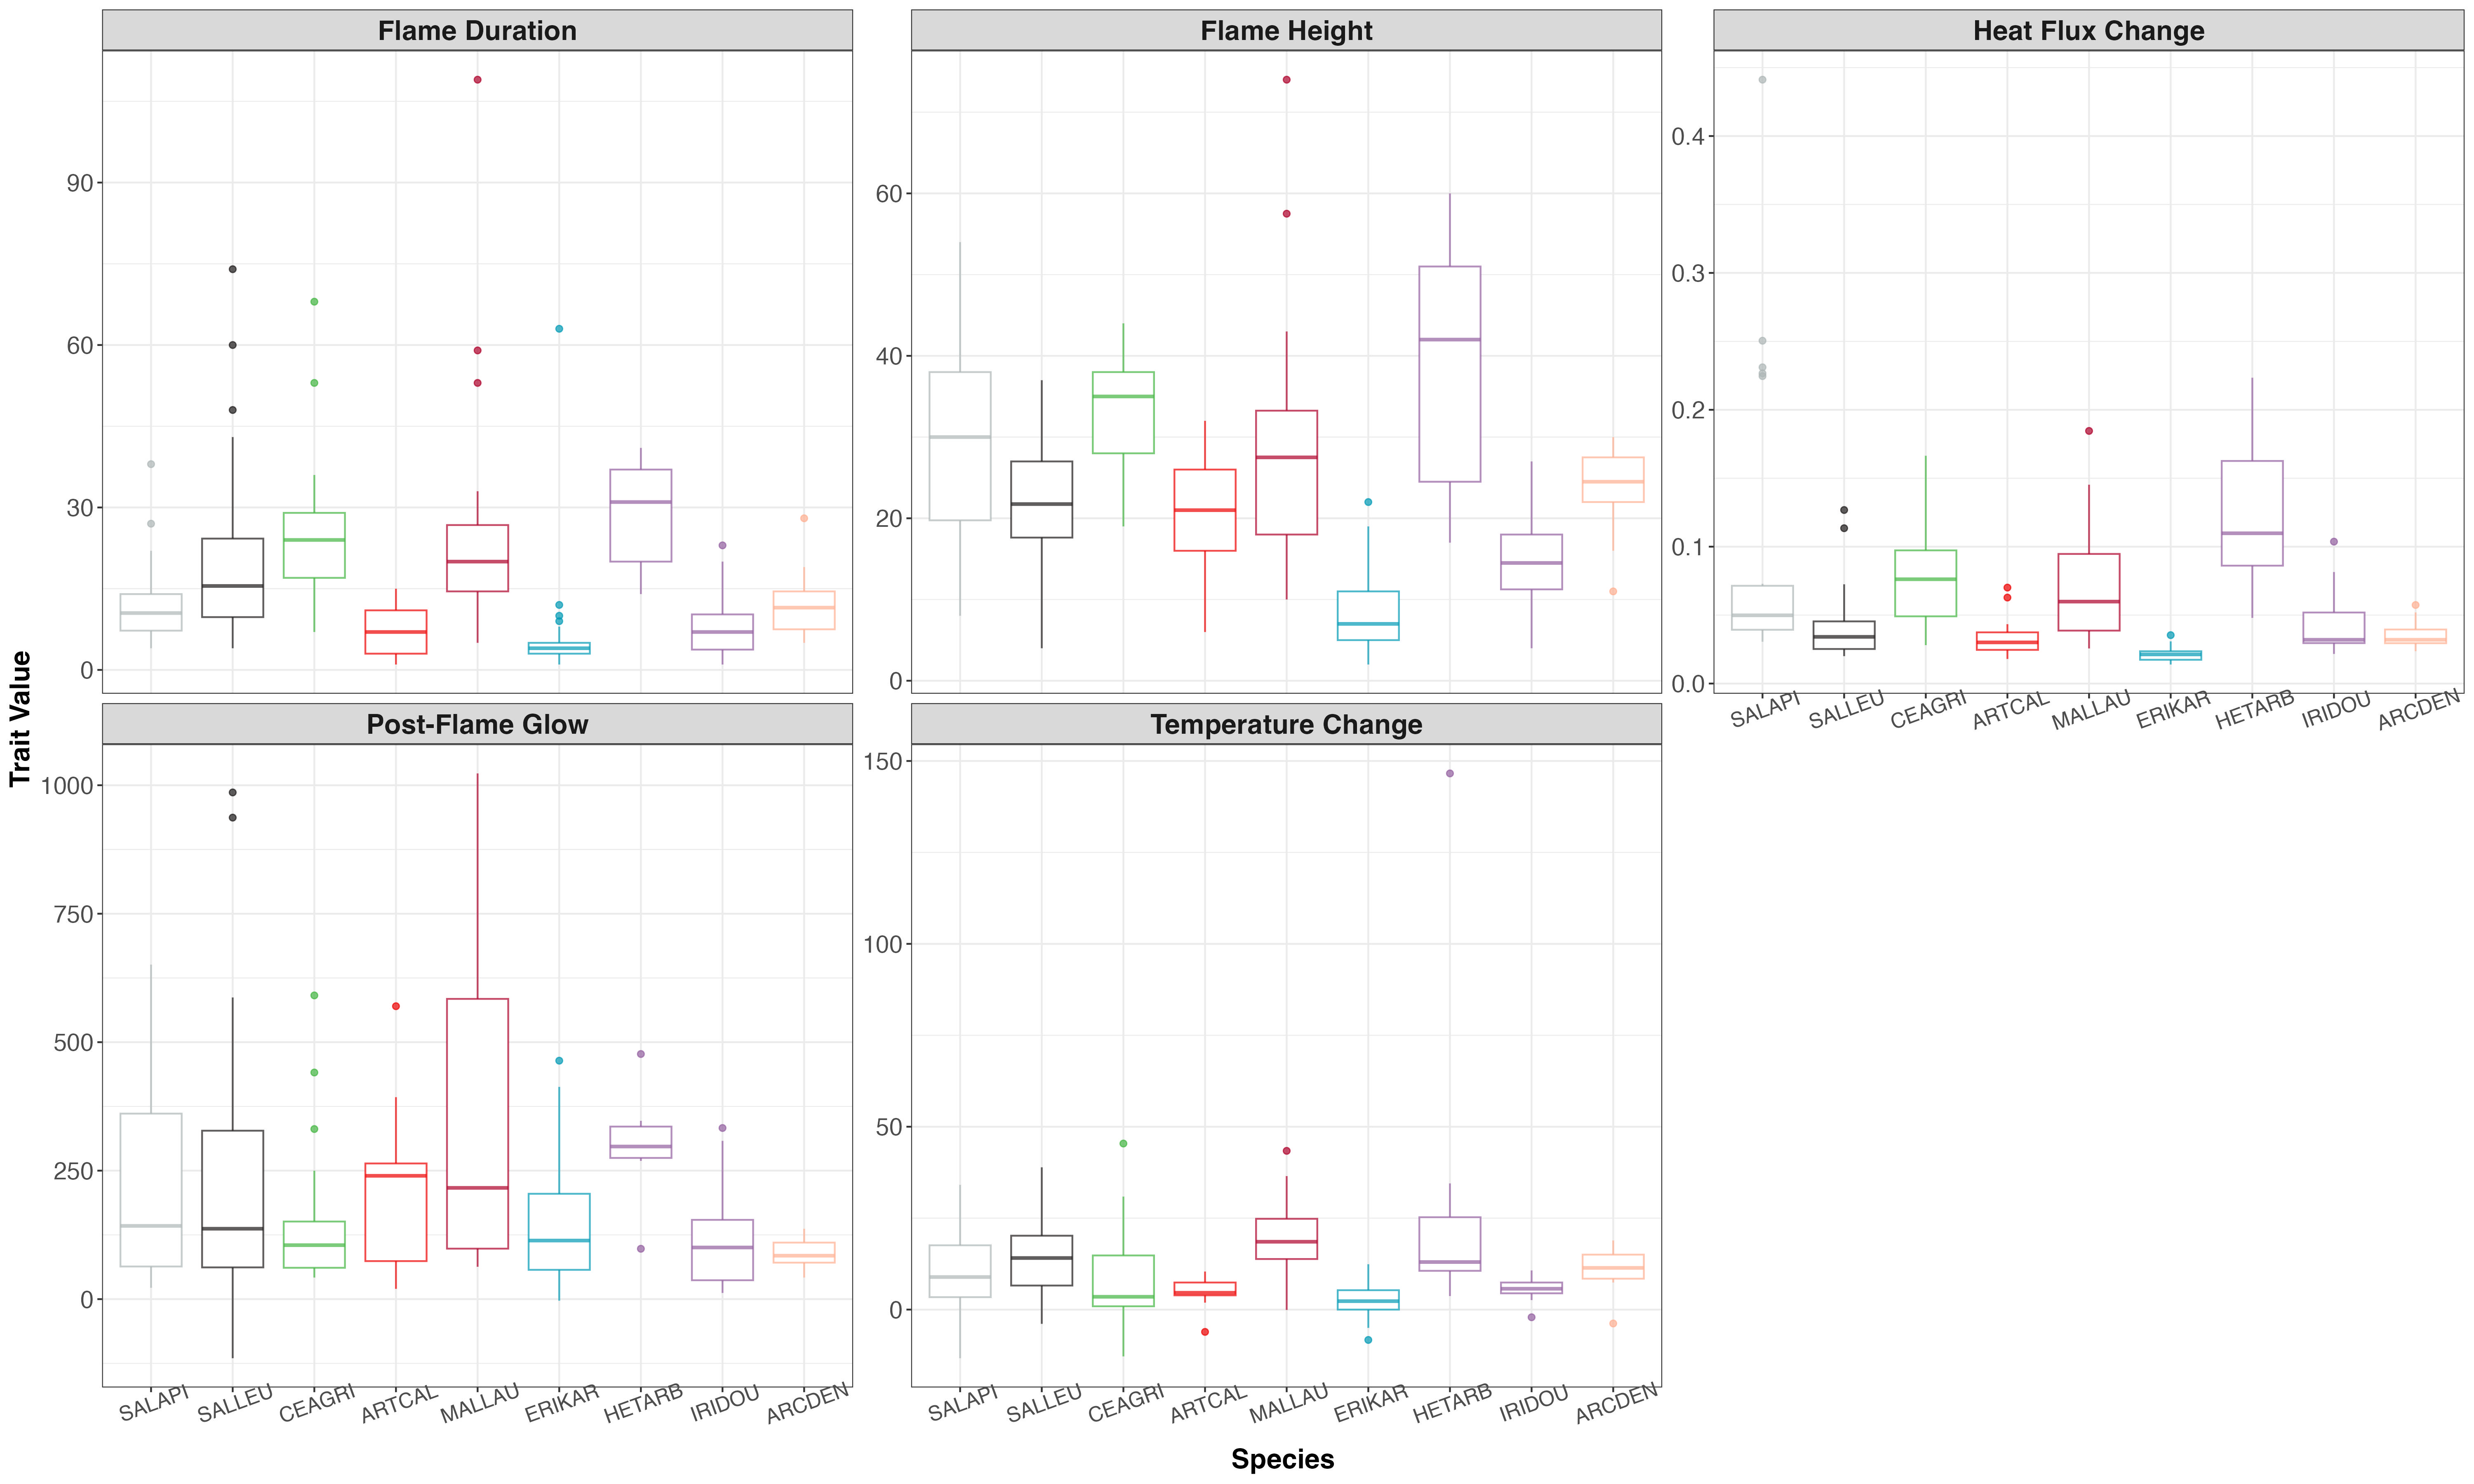 Flame Duration
Flame Height
Heat Flux Change
90
60
30
0
60
40
20
0
0.4
0.3
0.2
0.1
0.0
SALAPI SALLEU CEAGRI ARTCAL MALLAU ERIKAR HETARB IRIDOU ARCDEN
Trait Value
Post-Flame Glow
Temperature Change
1000
750
500
250
0
150
100
50
0
SALAPI SALLEU CEAGRI ARTCAL MALLAU ERIKAR HETARB IRIDOU ARCDEN
SALAPI SALLEU CEAGRI ARTCAL MALLAU ERIKAR HETARB IRIDOU ARCDEN
Species